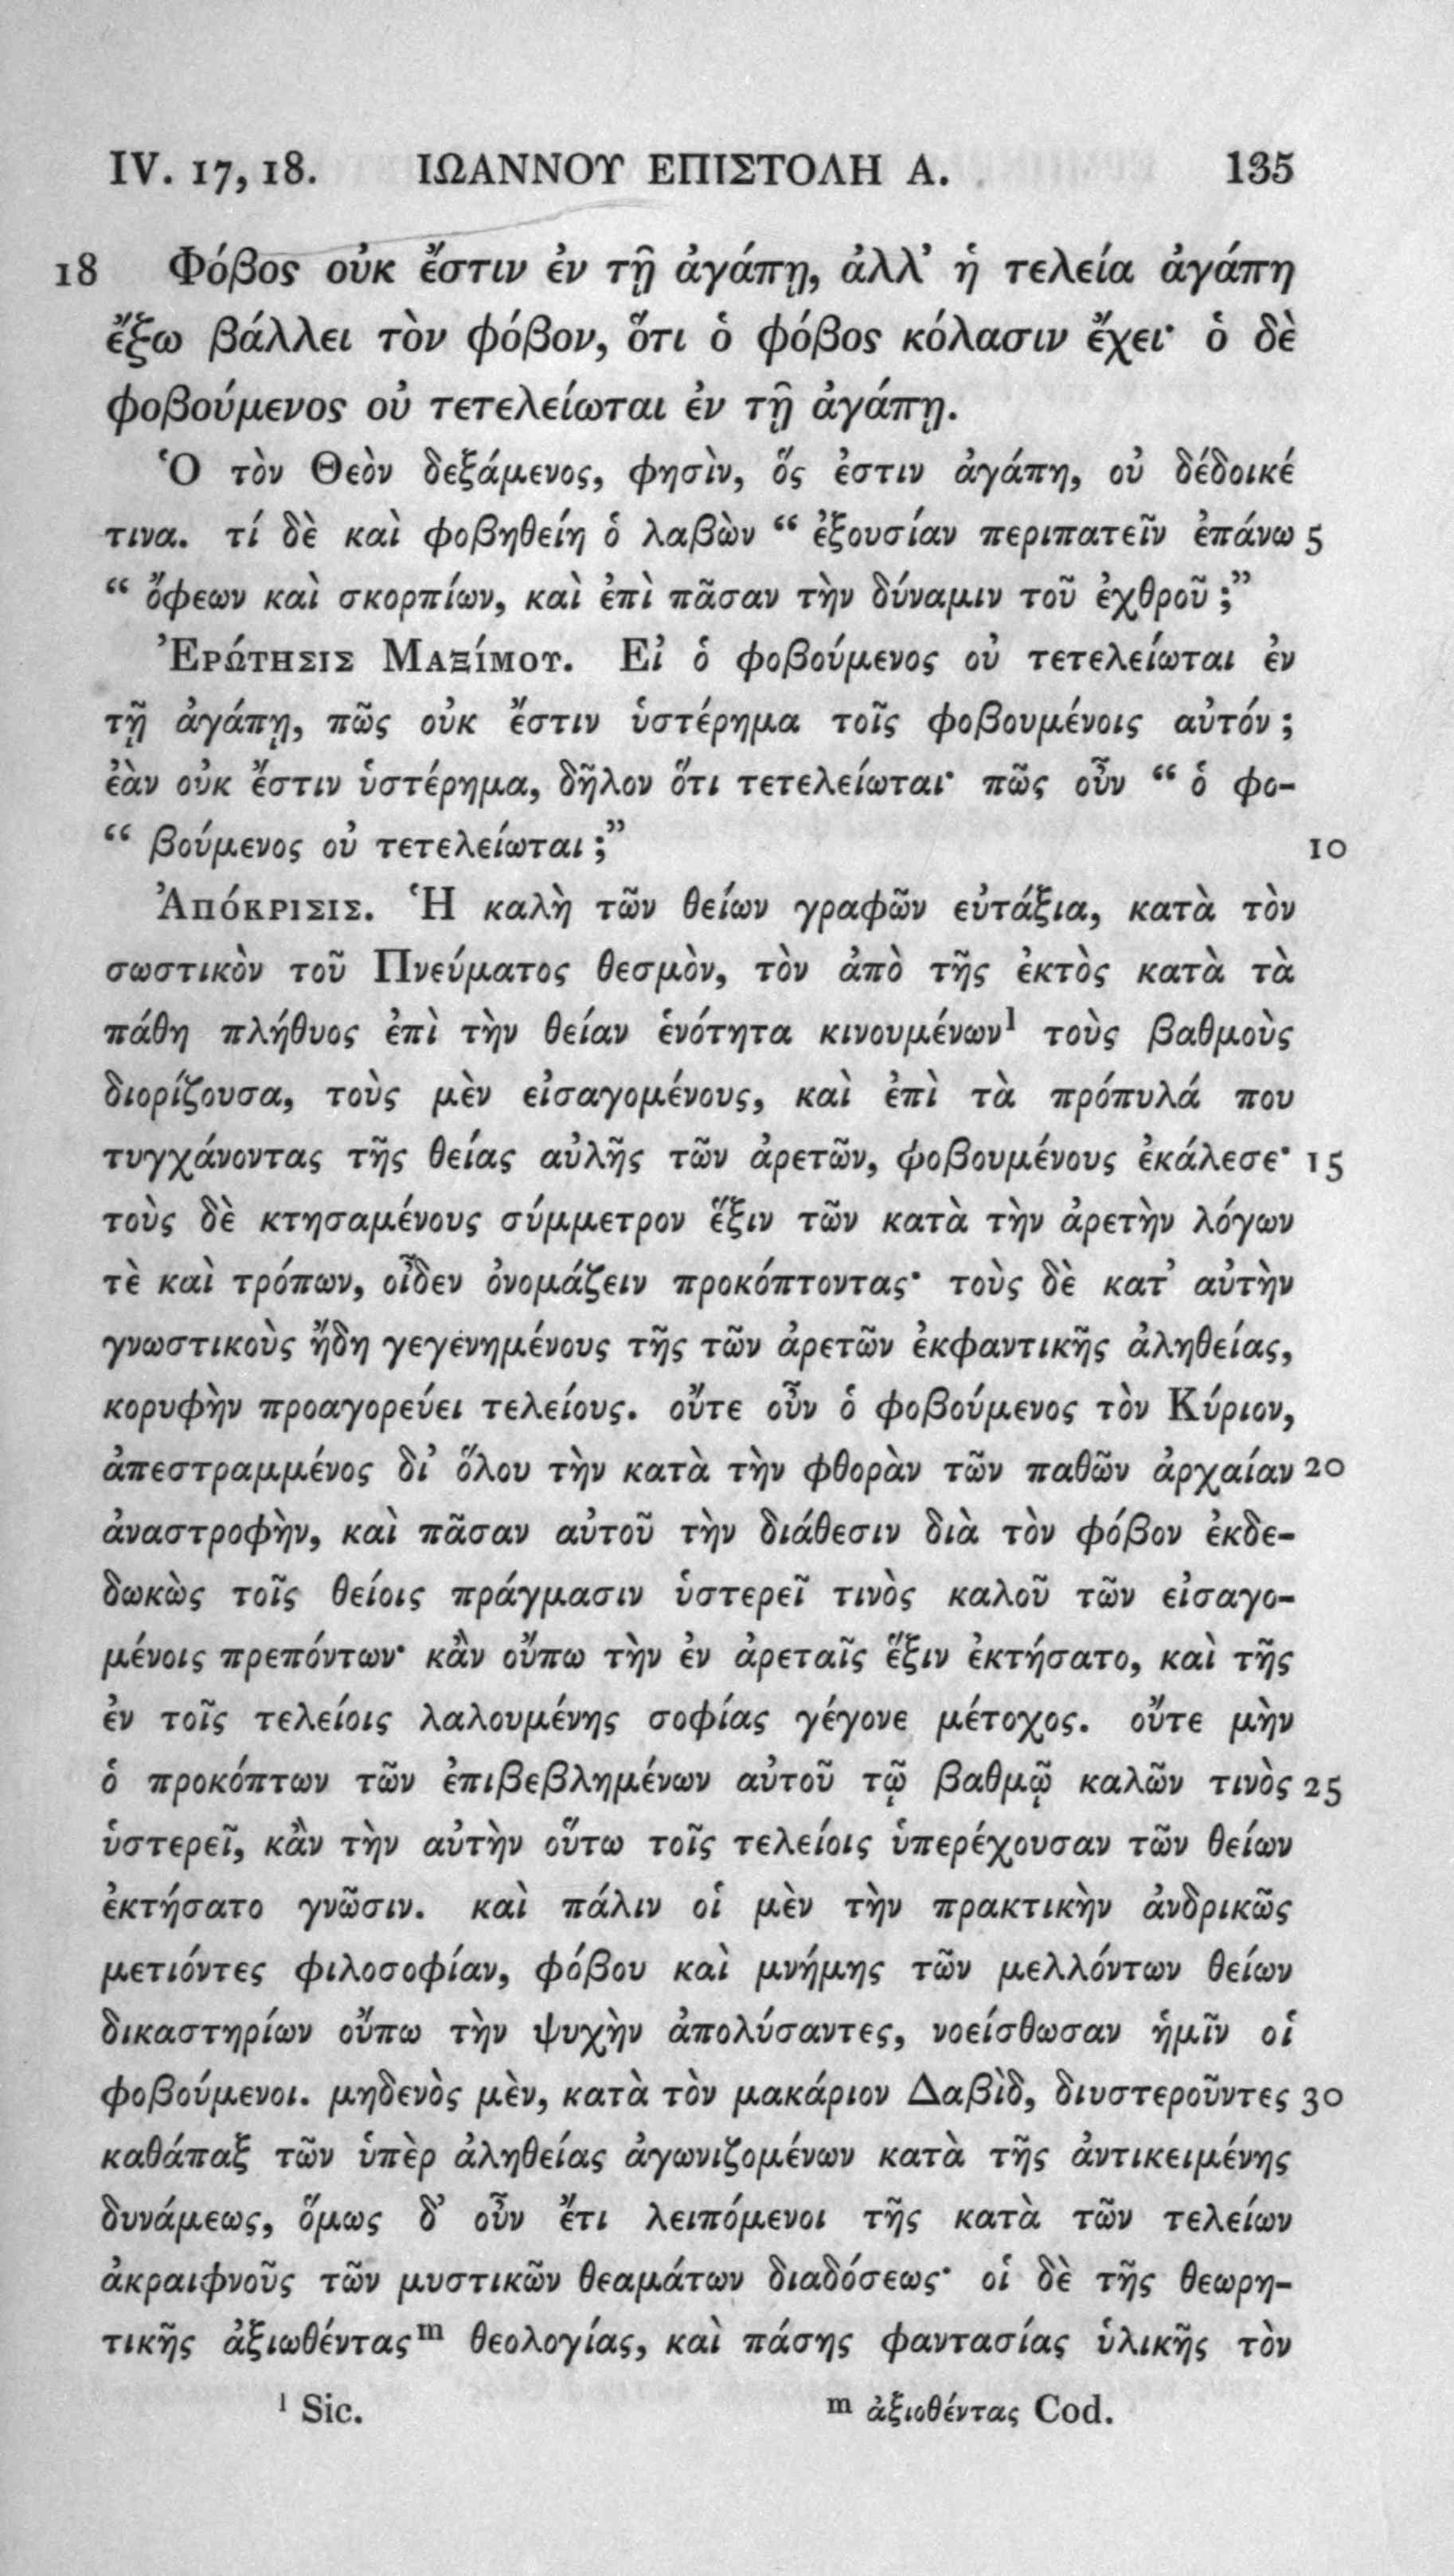 IV. 17, 18. ΙΩΑΝΝΟΥ ΕΠΙΣΤΟΛΗ Α. 135
18 Φόβος οὐκ ἔστιν ἐν τῇ ἀγάπῃ, ἀλλ’ ἡ τελεία ἀγάπη
ἔξω βάλλει τὸν φόβον, ὅτι ὁ φόβος κόλασιν ἔχει· ὁ δὲ
φοβούμενος οὐ τετελείωται ἐν τῇ ἀγάπῃ.
Ὁ τὸν Θεὸν δεξάμενος, φησὶν, ὅς ἐστιν ἀγάπη, οὐ δέδοικέ
τινα. τί δὲ καὶ φοβηθείη ὁ λαβὼν “ ἐξουσίαν περιπατεῖν ἐπάνω 5
“ ὄφεων καὶ σκορπίων, καὶ ἐπὶ πᾶσαν τὴν δύναμιν τοῦ ἐχθροῦ ;”
Ἐρώτησις Μαξίμου. Εἰ ὁ φοβούμενος οὐ τετελείωται ἐν
τῇ ἀγάπῃ, πῶς οὐκ ἔστιν ὑστέρημα τοῖς φοβουμένοις αὐτόν ;
ἐὰν οὐκ ἔστιν ὑστέρημα, δῆλον ὅτι τετελείωται· πῶς οὖν “ ὁ φο-
“ βούμενος οὐ τετελείωται ;” 10
Ἀπόκρισις. Ἡ καλὴ τῶν θείων γραφῶν εὐτάξια, κατὰ τὸν
σωστικὸν τοῦ Πνεύματος θεσμὸν, τὸν ἀπὸ τῆς ἐκτὸς κατὰ τὰ
πάθη πλήθυος ἐπὶ τὴν θείαν ἑνότητα κινουμένων¹ τοὺς βαθμοὺς
διορίζουσα, τοὺς μὲν εἰσαγομένους, καὶ ἐπὶ τὰ πρόπυλά που
τυγχάνοντας τῆς θείας αὐλῆς τῶν ἀρετῶν, φοβουμένους ἐκάλεσε· 15
τοὺς δὲ κτησαμένους σύμμετρον ἕξιν τῶν κατὰ τὴν ἀρετὴν λόγων
τὲ καὶ τρόπων, οἶδεν ὀνομάζειν προκόπτοντας· τοὺς δὲ κατ’ αὐτὴν
γνωστικοὺς ἤδη γεγενημένους τῆς τῶν ἀρετῶν ἐκφαντικῆς ἀληθείας,
κορυφὴν προαγορεύει τελείους. οὔτε οὖν ὁ φοβούμενος τὸν Κύριον,
ἀπεστραμμένος δι’ ὅλου τὴν κατὰ τὴν φθορὰν τῶν παθῶν ἀρχαίαν 20
ἀναστροφὴν, καὶ πᾶσαν αὐτοῦ τὴν διάθεσιν διὰ τὸν φόβον ἐκδε-
δωκὼς τοῖς θείοις πράγμασιν ὑστερεῖ τινὸς καλοῦ τῶν εἰσαγο-
μένοις πρεπόντων· κἂν οὔπω τὴν ἐν ἀρεταῖς ἕξιν ἐκτήσατο, καὶ τῆς
ἐν τοῖς τελείοις λαλουμένης σοφίας γέγονε μέτοχος. οὔτε μὴν
ὁ προκόπτων τῶν ἐπιβεβλημένων αὐτοῦ τῷ βαθμῷ καλῶν τινὸς 25
ὑστερεῖ, κἂν τὴν αὐτὴν οὕτω τοῖς τελείοις ὑπερέχουσαν τῶν θείων
ἐκτήσατο γνῶσιν. καὶ πάλιν οἱ μὲν τὴν πρακτικὴν ἀνδρικῶς
μετιόντες φιλοσοφίαν, φόβου καὶ μνήμης τῶν μελλόντων θείων
δικαστηρίων οὔπω τὴν ψυχὴν ἀπολύσαντες, νοείσθωσαν ἡμῖν οἱ
φοβούμενοι. μηδενὸς μὲν, κατὰ τὸν μακάριον Δαβὶδ, διυστεροῦντες 30
καθάπαξ τῶν ὑπὲρ ἀληθείας ἀγωνιζομένων κατὰ τῆς ἀντικειμένης
δυνάμεως, ὅμως δ’ οὖν ἔτι λειπόμενοι τῆς κατὰ τῶν τελείων
ἀκραιφνοῦς τῶν μυστικῶν θεαμάτων διαδόσεως· οἱ δὲ τῆς θεωρη-
τικῆς ἀξιωθέντας ᵐ θεολογίας, καὶ πάσης φαντασίας ὑλικῆς τὸν
ˡ Sic. ᵐ ἀξιοθέντας Cod.